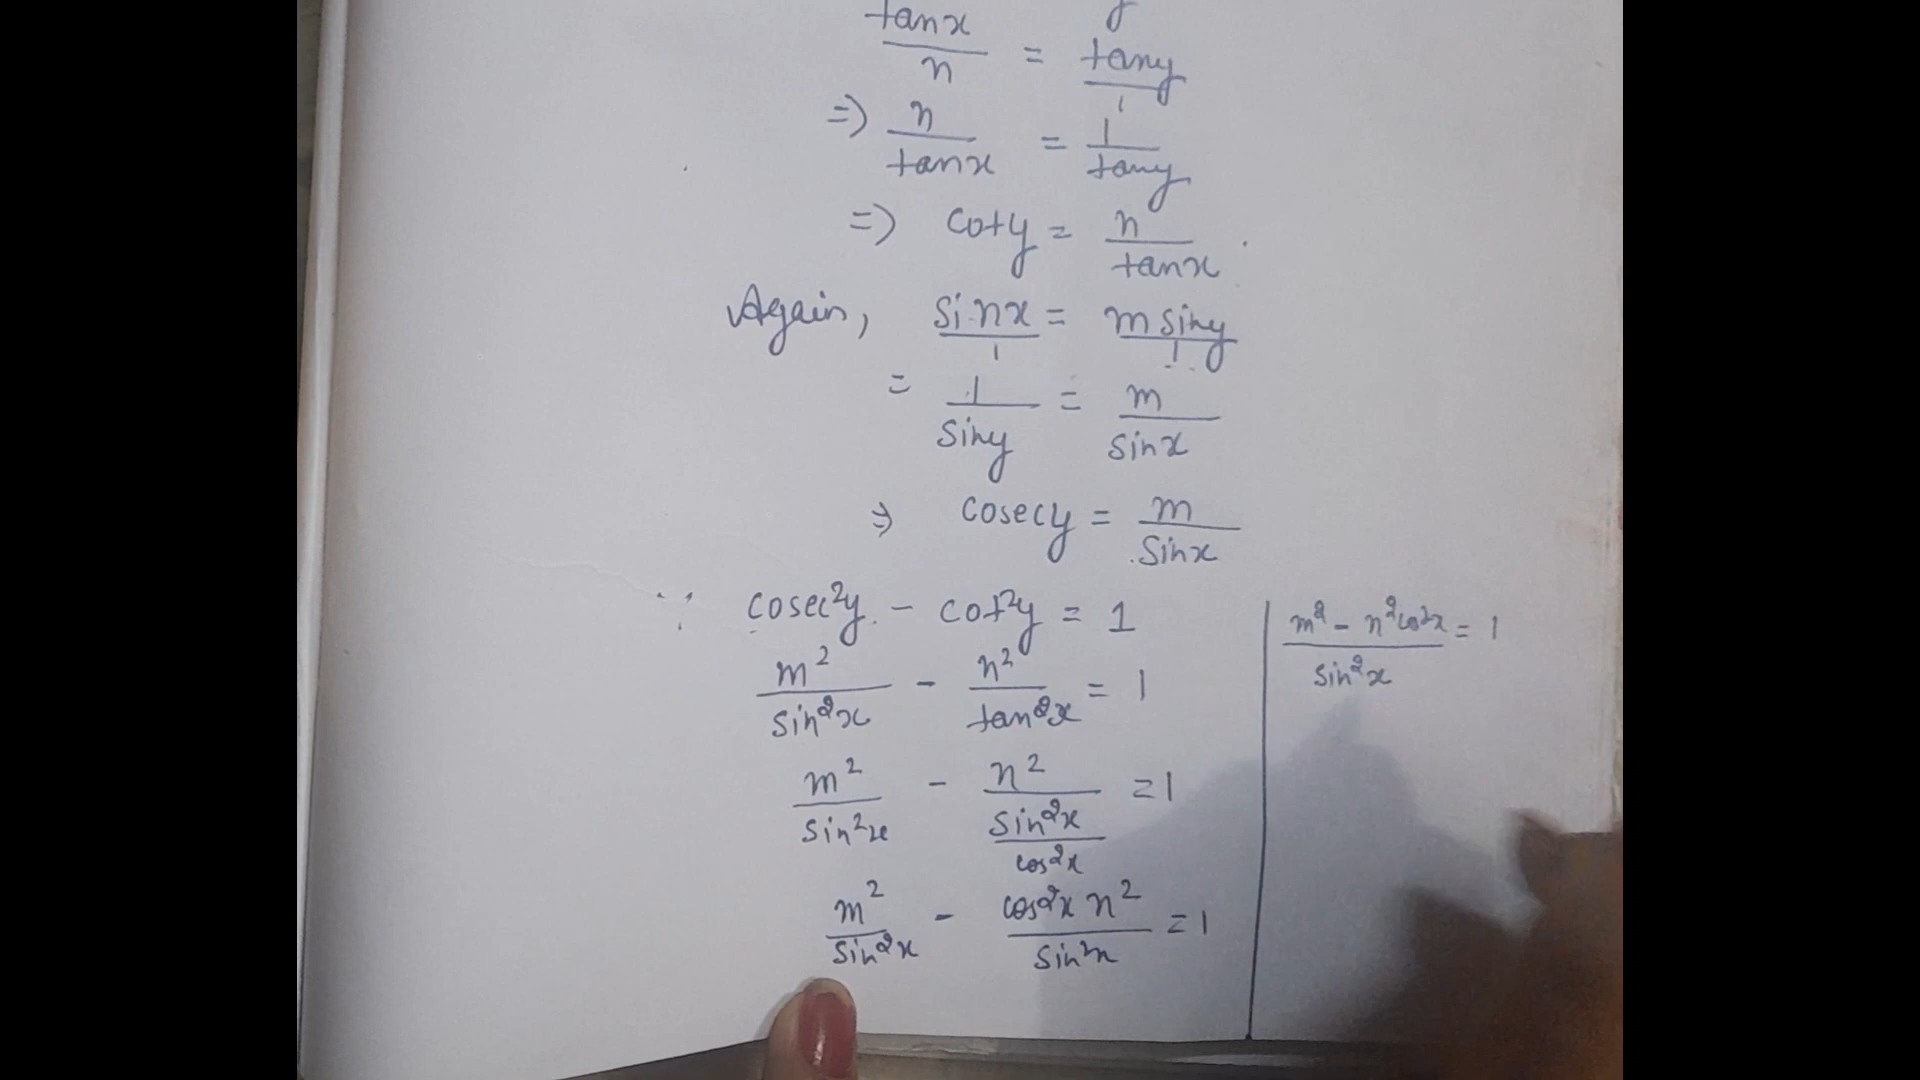 tanx/n = tany/1
=> n/tanx = 1/tany
=> coty = n/tanx
Again, sinx/1 = m siny/1
= 1/siny = m/sinx
=> cosecy = m/sinx
∵ cosec²y - cot²y = 1
m²/sin²x - n²/tan²x = 1
m²/sin²x - n²/(sin²x/cos²x) = 1
m²/sin²x - cos²x n²/sin²x = 1
(m² - n²cos²x)/sin²x = 1